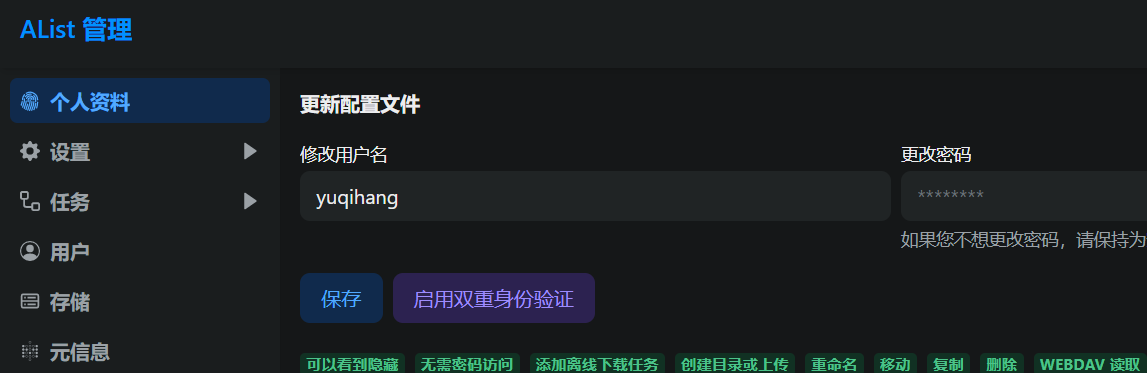 AList 管理
个人资料
设置
任务
用户
存储
元信息
更新配置文件
修改用户名
yuqihang
更改密码
********
如果您不想更改密码，请保持为
保存
启用双重身份验证
可以看到隐藏
无需密码访问
添加离线下载任务
创建目录或上传
重命名
移动
复制
删除
WEBDAV 读取